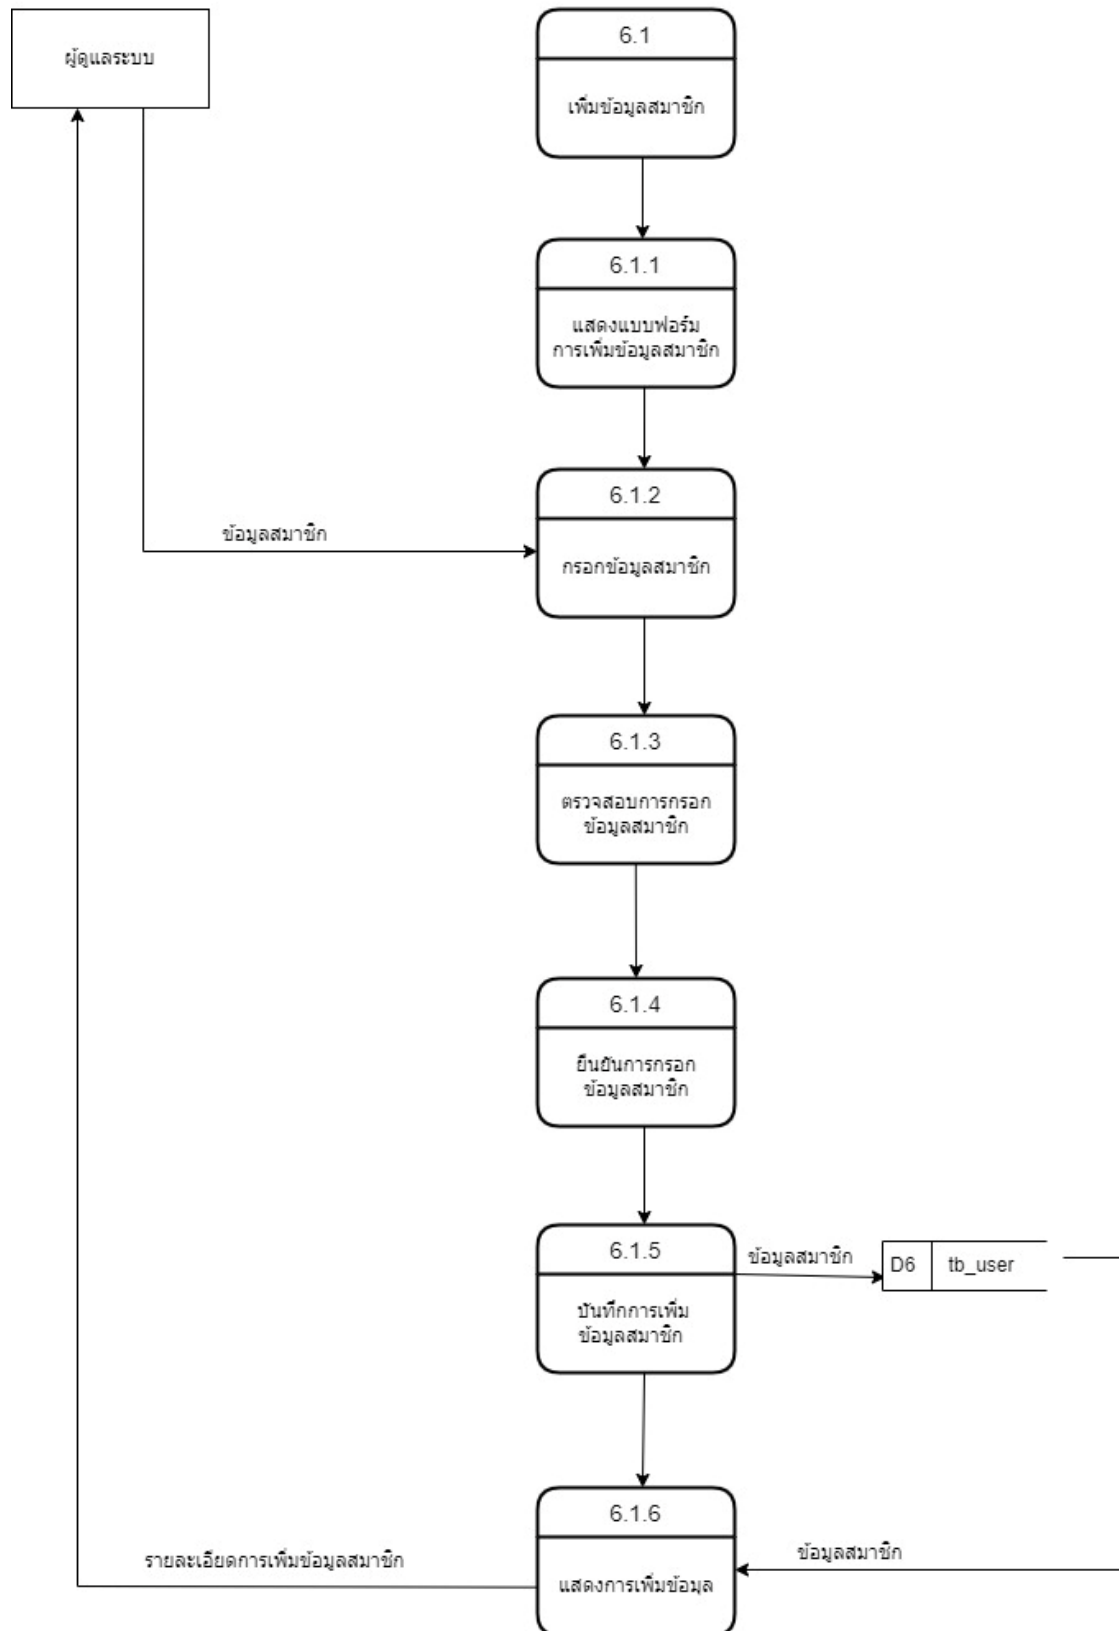 ผู้ดูแลระบบ
6.1
เพิ่มข้อมูลสมาชิก
6.1.1
แสดงแบบฟอร์ม
การเพิ่มข้อมูลสมาชิก
6.1.2
ข้อมูลสมาชิก
กรอกข้อมูลสมาชิก
6.1.3
ตรวจสอบการกรอก
ข้อมูลสมาชิก
6.1.4
ยืนยันการกรอก
ข้อมูลสมาชิก
6.1.5
ข้อมูลสมาชิก
D6 tb_user
บันทึกการเพิ่ม
ข้อมูลสมาชิก
6.1.6
รายละเอียดการเพิ่มข้อมูลสมาชิก
ข้อมูลสมาชิก
แสดงการเพิ่มข้อมุล